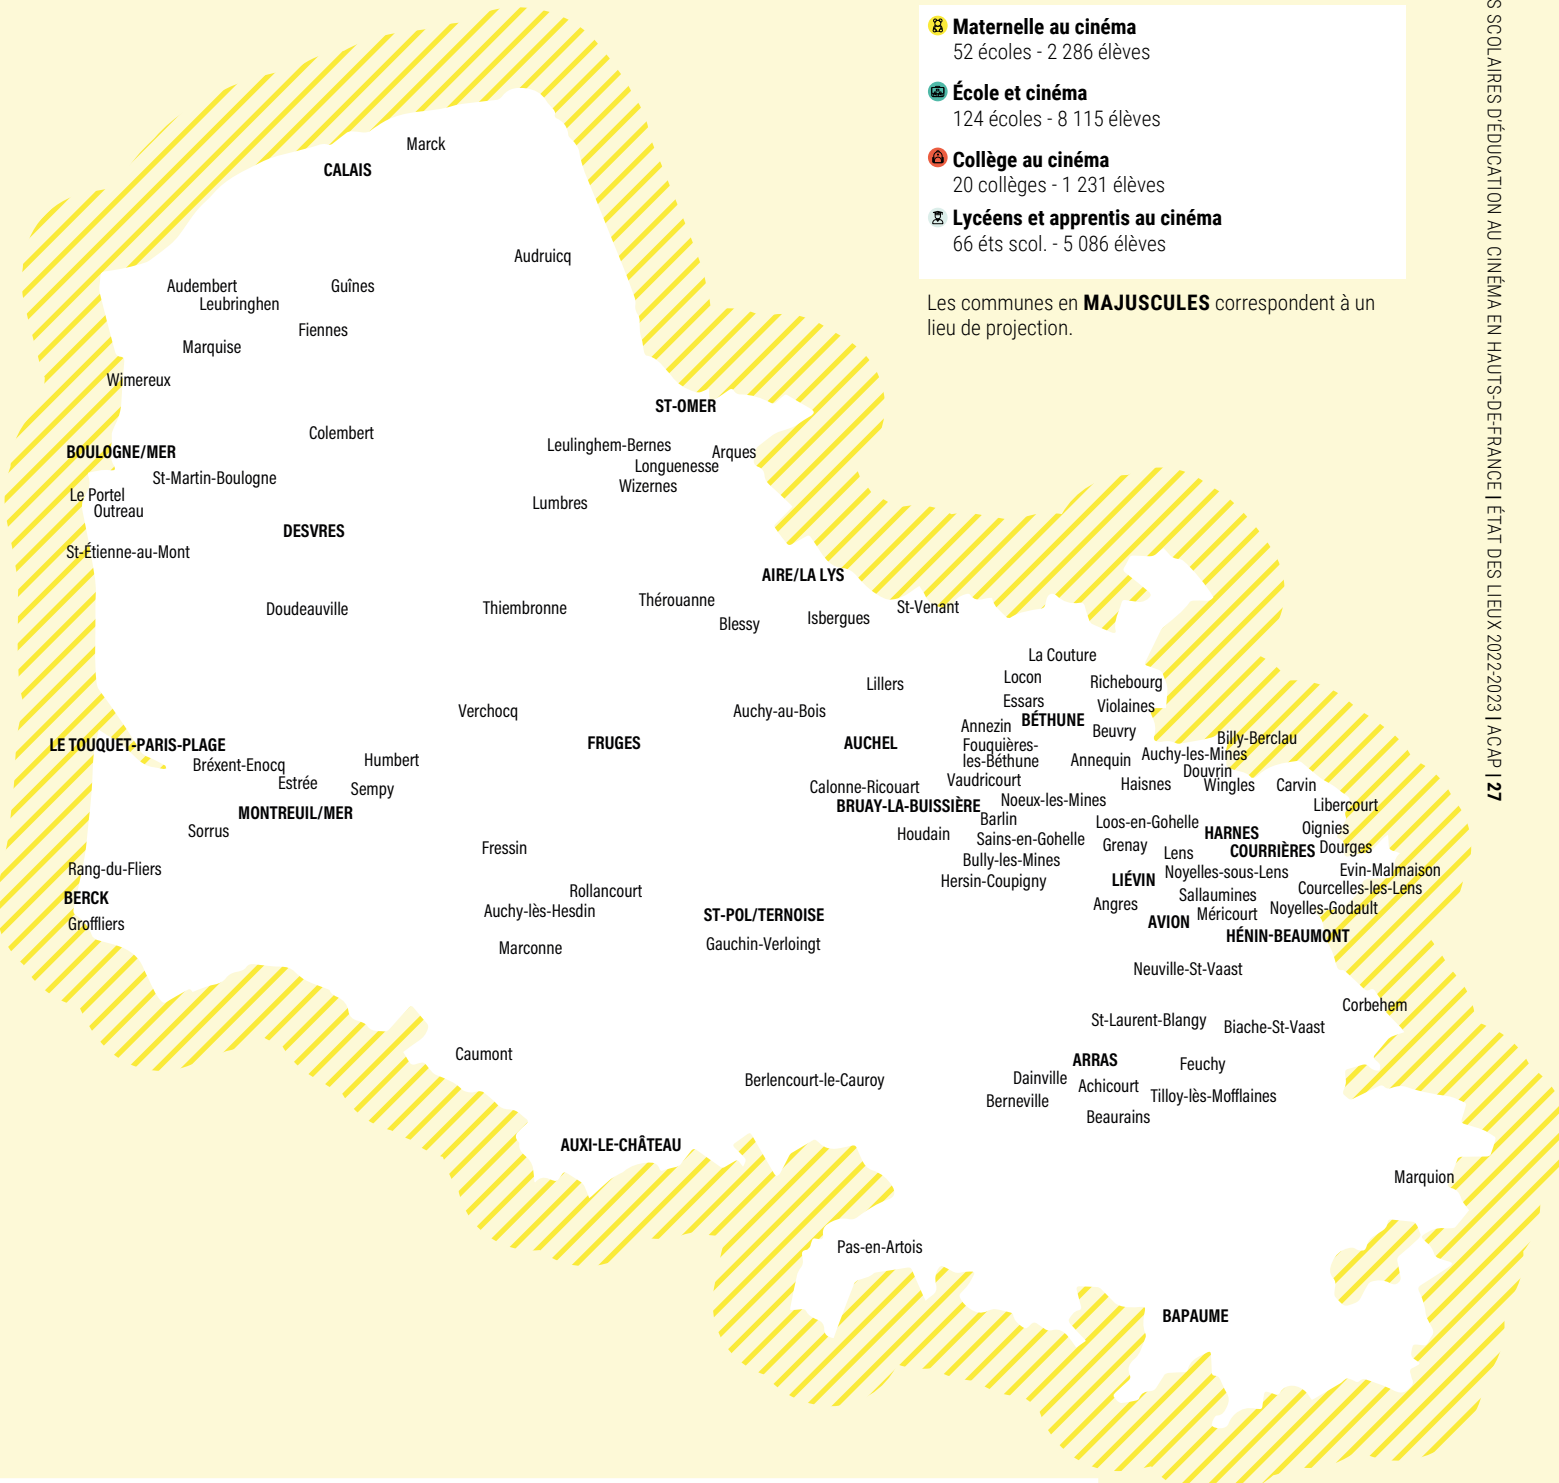 Maternelle au cinéma
52 écoles - 2 286 élèves
École et cinéma
124 écoles - 8 115 élèves
Collège au cinéma
20 collèges - 1 231 élèves
Lycéens et apprentis au cinéma
66 éts scol. - 5 086 élèves
Les communes en MAJUSCULES correspondent à un
lieu de projection.
S SCOLAIRES D'ÉDUCATION AU CINÉMA EN HAUTS-DE-FRANCE | ÉTAT DES LIEUX 2022-2023 | ACAP | 27
Marck
CALAIS
Audruicq
Audembert
Guînes
Leubringhen
Fiennes
Marquise
Wimereux
ST-OMER
Colembert
Leulinghem-Bernes
BOULOGNE/MER
Arques
Longuenesse
St-Martin-Boulogne
Wizernes
Le Portel
Lumbres
Outreau
DESVRES
St-Étienne-au-Mont
AIRE/LA LYS
Thérouanne
Doudeauville
Thiembronne
St-Venant
Isbergues
Blessy
La Couture
Locon
Richebourg
Lillers
Essars
Violaines
Verchocq
Auchy-au-Bois
BÉTHUNE
Annezin
Beuvry
Billy-Berclau
LE TOUQUET-PARIS-PLAGE
FRUGES
AUCHEL
Fouquières-
les-Béthune
Auchy-les-Mines
Humbert
Annequin
Bréxent-Enocq
Douvrin
Vaudricourt
Estrée
Haisnes
Wingles
Carvin
Calonne-Ricouart
Sempy
Noeux-les-Mines
BRUAY-LA-BUISSIÈRE
Libercourt
MONTREUIL/MER
Barlin
Loos-en-Gohelle
Oignies
Sorrus
Houdain
HARNES
Sains-en-Gohelle
Grenay
Fressin
Dourges
COURRIÈRES
Lens
Bully-les-Mines
Rang-du-Fliers
Noyelles-sous-Lens
Evin-Malmaison
Hersin-Coupigny
LIÉVIN
Courcelles-les-Lens
Rollancourt
Sallaumines
BERCK
Angres
Noyelles-Godault
Auchy-lès-Hesdin
ST-POL/TERNOISE
Méricourt
Groffliers
AVION
HÉNIN-BEAUMONT
Gauchin-Verloingt
Marconne
Neuville-St-Vaast
Corbehem
St-Laurent-Blangy
Biache-St-Vaast
Caumont
ARRAS
Feuchy
Berlencourt-le-Cauroy
Dainville
Achicourt
Tilloy-lès-Mofflaines
Berneville
Beaurains
AUXI-LE-CHÂTEAU
Marquion
Pas-en-Artois
BAPAUME